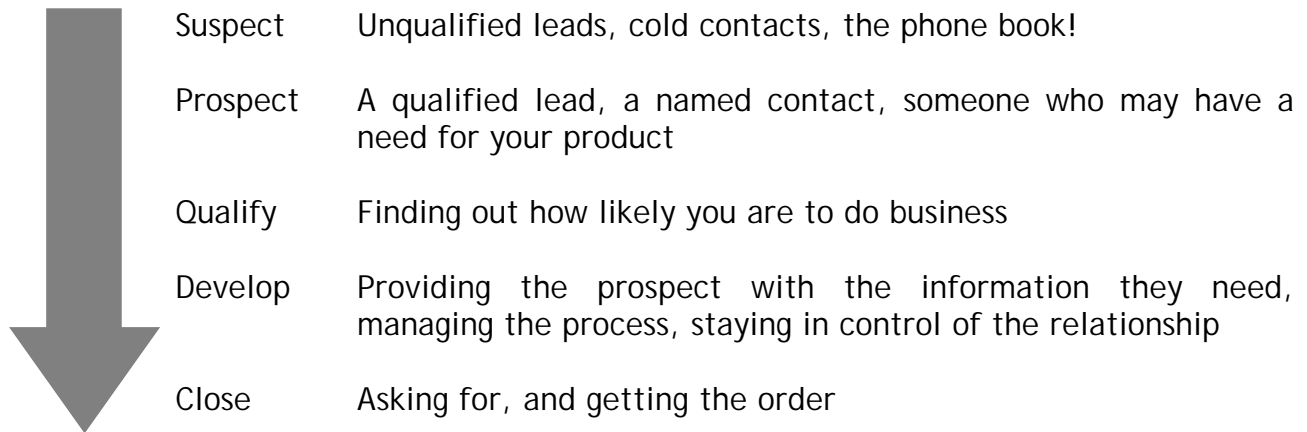 Suspect Unqualified leads, cold contacts, the phone book!
Prospect A qualified lead, a named contact, someone who may have a
need for your product
Qualify Finding out how likely you are to do business
Develop Providing the prospect with the information they need,
managing the process, staying in control of the relationship
Close Asking for, and getting the order